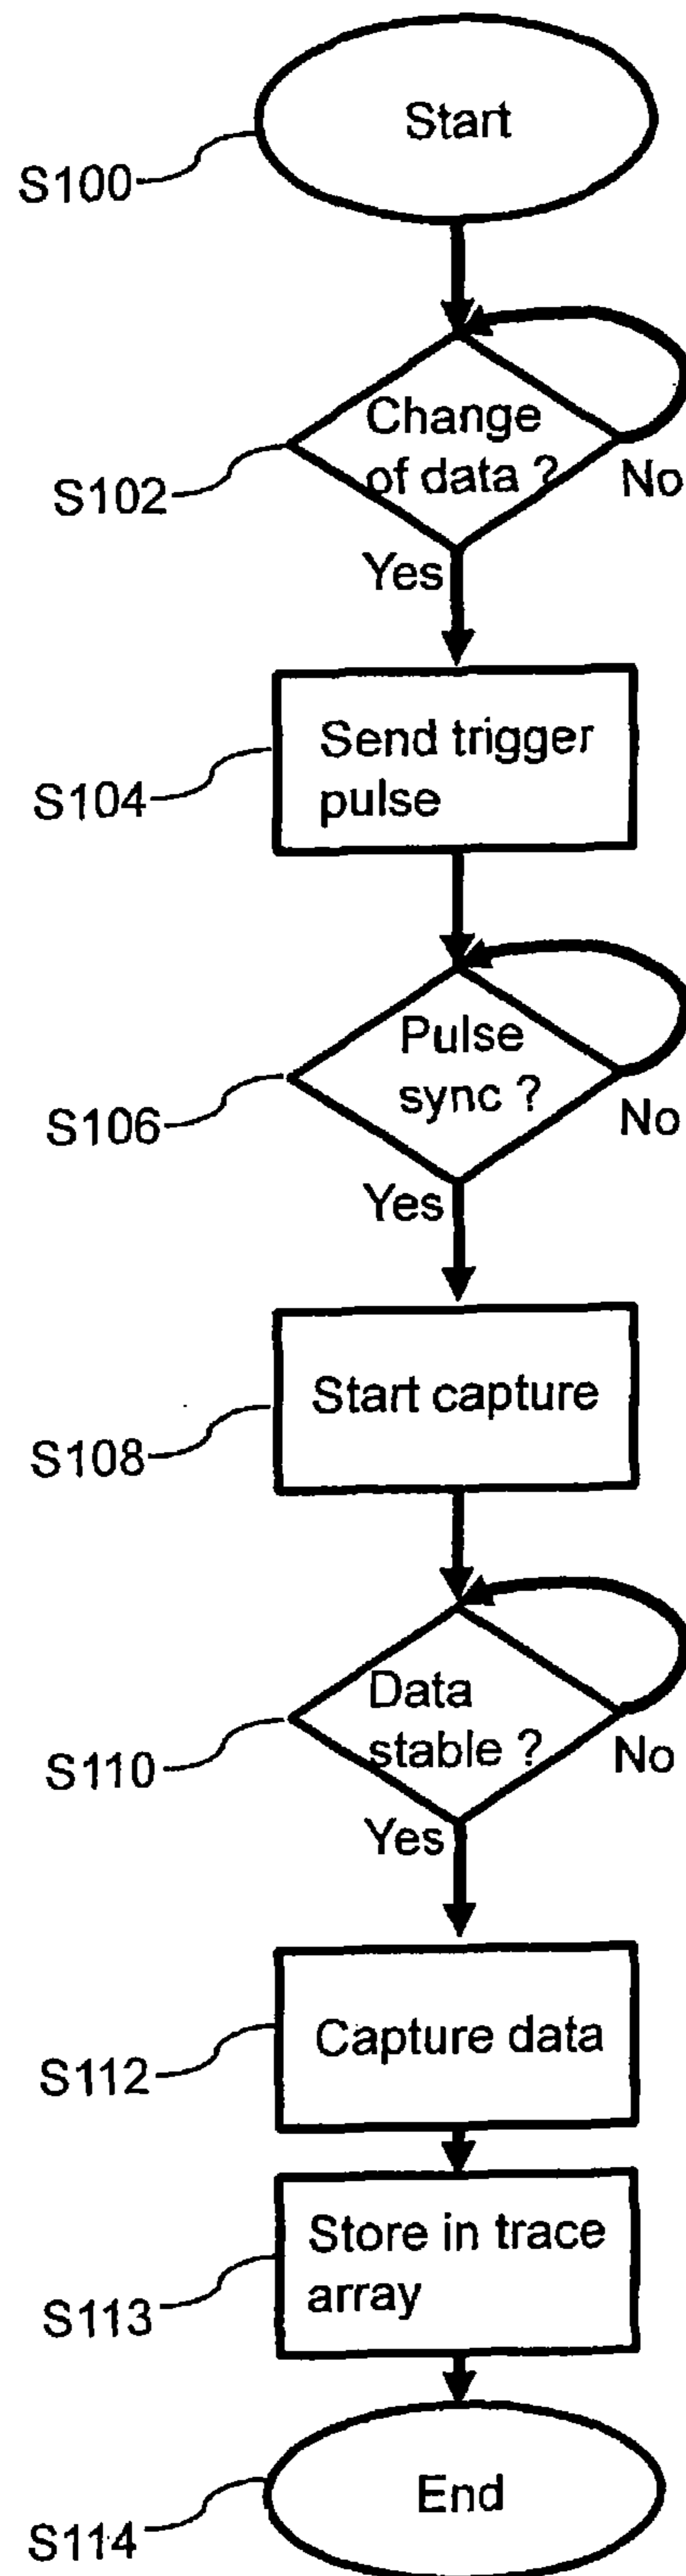 Start
S100
Change
of data ?
S102
No
Yes
Send trigger
pulse
S104
Pulse
sync ?
S106
No
Yes
Start capture
S108
Data
stable ?
S110
No
Yes
Capture data
S112
Store in trace
array
S113
End
S114